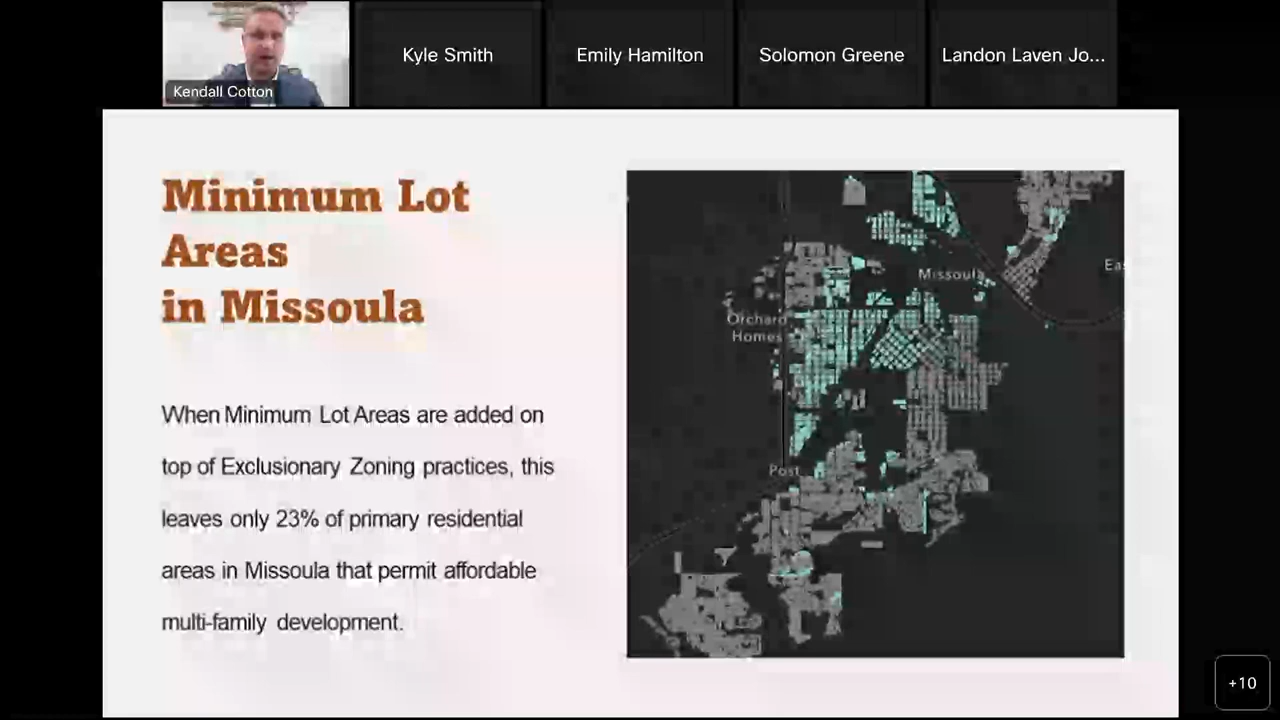 Kendall Cotton
Kyle Smith
Emily Hamilton
Solomon Greene
Landon Laven Jo...
Minimum Lot
Areas
in Missoula
When Minimum Lot Areas are added on
top of Exclusionary Zoning practices, this
leaves only 23% of primary residential
areas in Missoula that permit affordable
multi-family development.
Missoula
Eas
Orchard
Homes
Post
+10